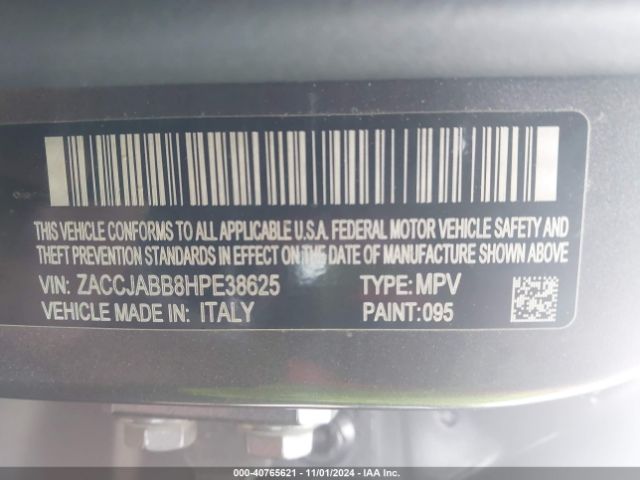 THIS VEHICLE CONFORMS TO ALL APPLICABLE U.S.A. FEDERAL MOTOR VEHICLE SAFETY AND
THEFT PREVENTION STANDARDS IN EFFECT ON THE DATE OF MANUFACTURE SHOWN ABOVE
VIN: ZACCJABB8HPE38625 TYPE: MPV
VEHICLE MADE IN: ITALY PAINT: 095
000-40765621 - 11/01/2024 - IAA Inc.